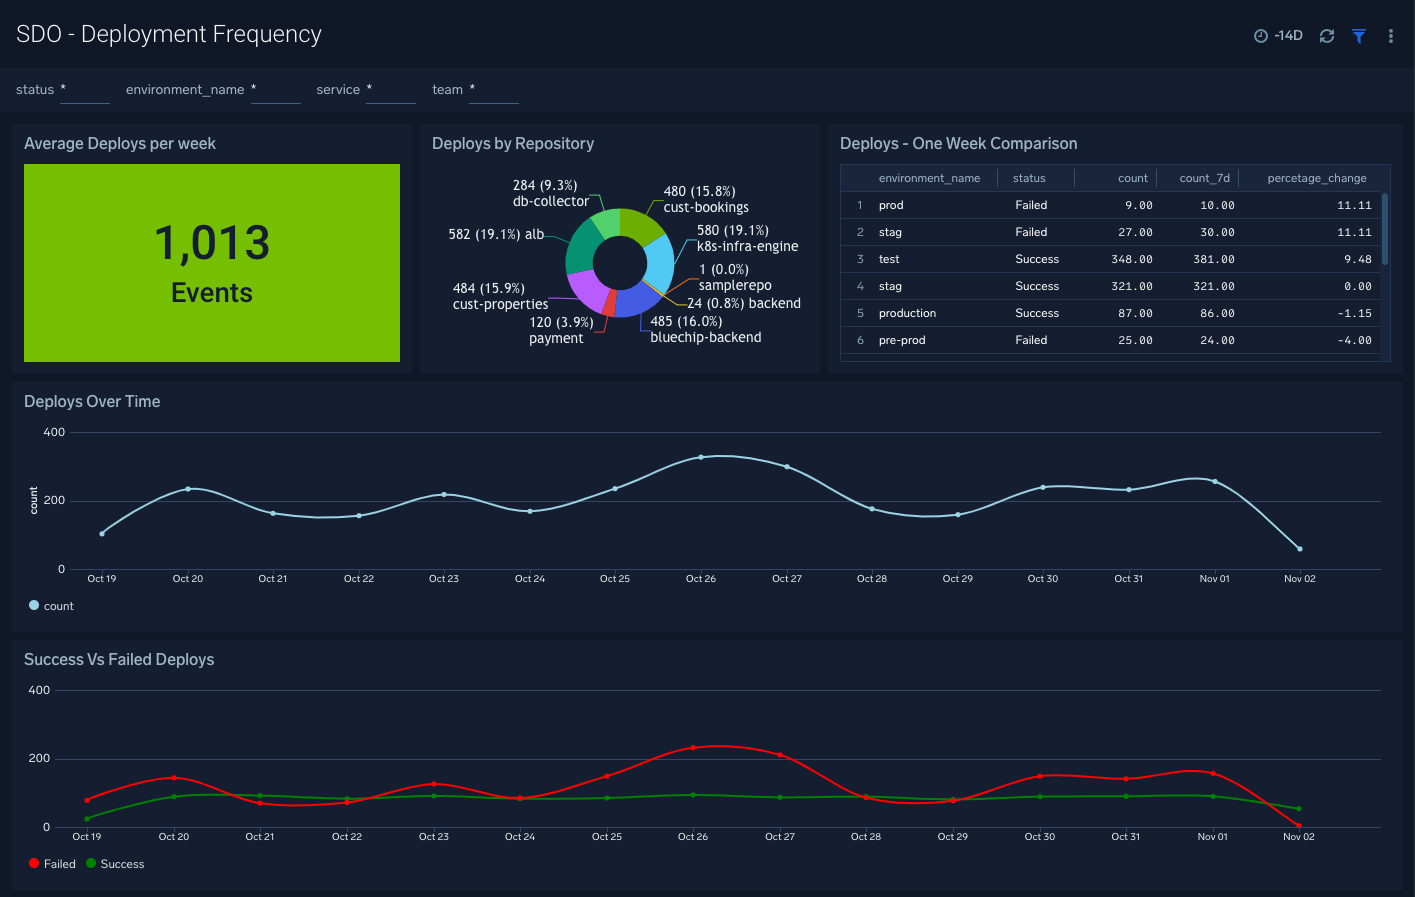 SDO - Deployment Frequency
-14D
status * environment_name * service * team *
Average Deploys per week
1,013
Events
Deploys by Repository
284 (9.3%)
db-collector
480 (15.8%)
cust-bookings
582 (19.1%) alb
580 (19.1%)
k8s-infra-engine
1 (0.0%)
samplerepo
484 (15.9%)
cust-properties
24 (0.8%) backend
120 (3.9%)
payment
485 (16.0%)
bluechip-backend
Deploys - One Week Comparison
environment_name status count count_7d percetage_change
1 prod Failed 9.00 10.00 11.11
2 stag Failed 27.00 30.00 11.11
3 test Success 348.00 381.00 9.48
4 stag Success 321.00 321.00 0.00
5 production Success 87.00 86.00 -1.15
6 pre-prod Failed 25.00 24.00 -4.00
Deploys Over Time
400
200
0
count
Oct 19 Oct 20 Oct 21 Oct 22 Oct 23 Oct 24 Oct 25 Oct 26 Oct 27 Oct 28 Oct 29 Oct 30 Oct 31 Nov 01 Nov 02
count
Success Vs Failed Deploys
400
200
0
Oct 19 Oct 20 Oct 21 Oct 22 Oct 23 Oct 24 Oct 25 Oct 26 Oct 27 Oct 28 Oct 29 Oct 30 Oct 31 Nov 01 Nov 02
Failed Success